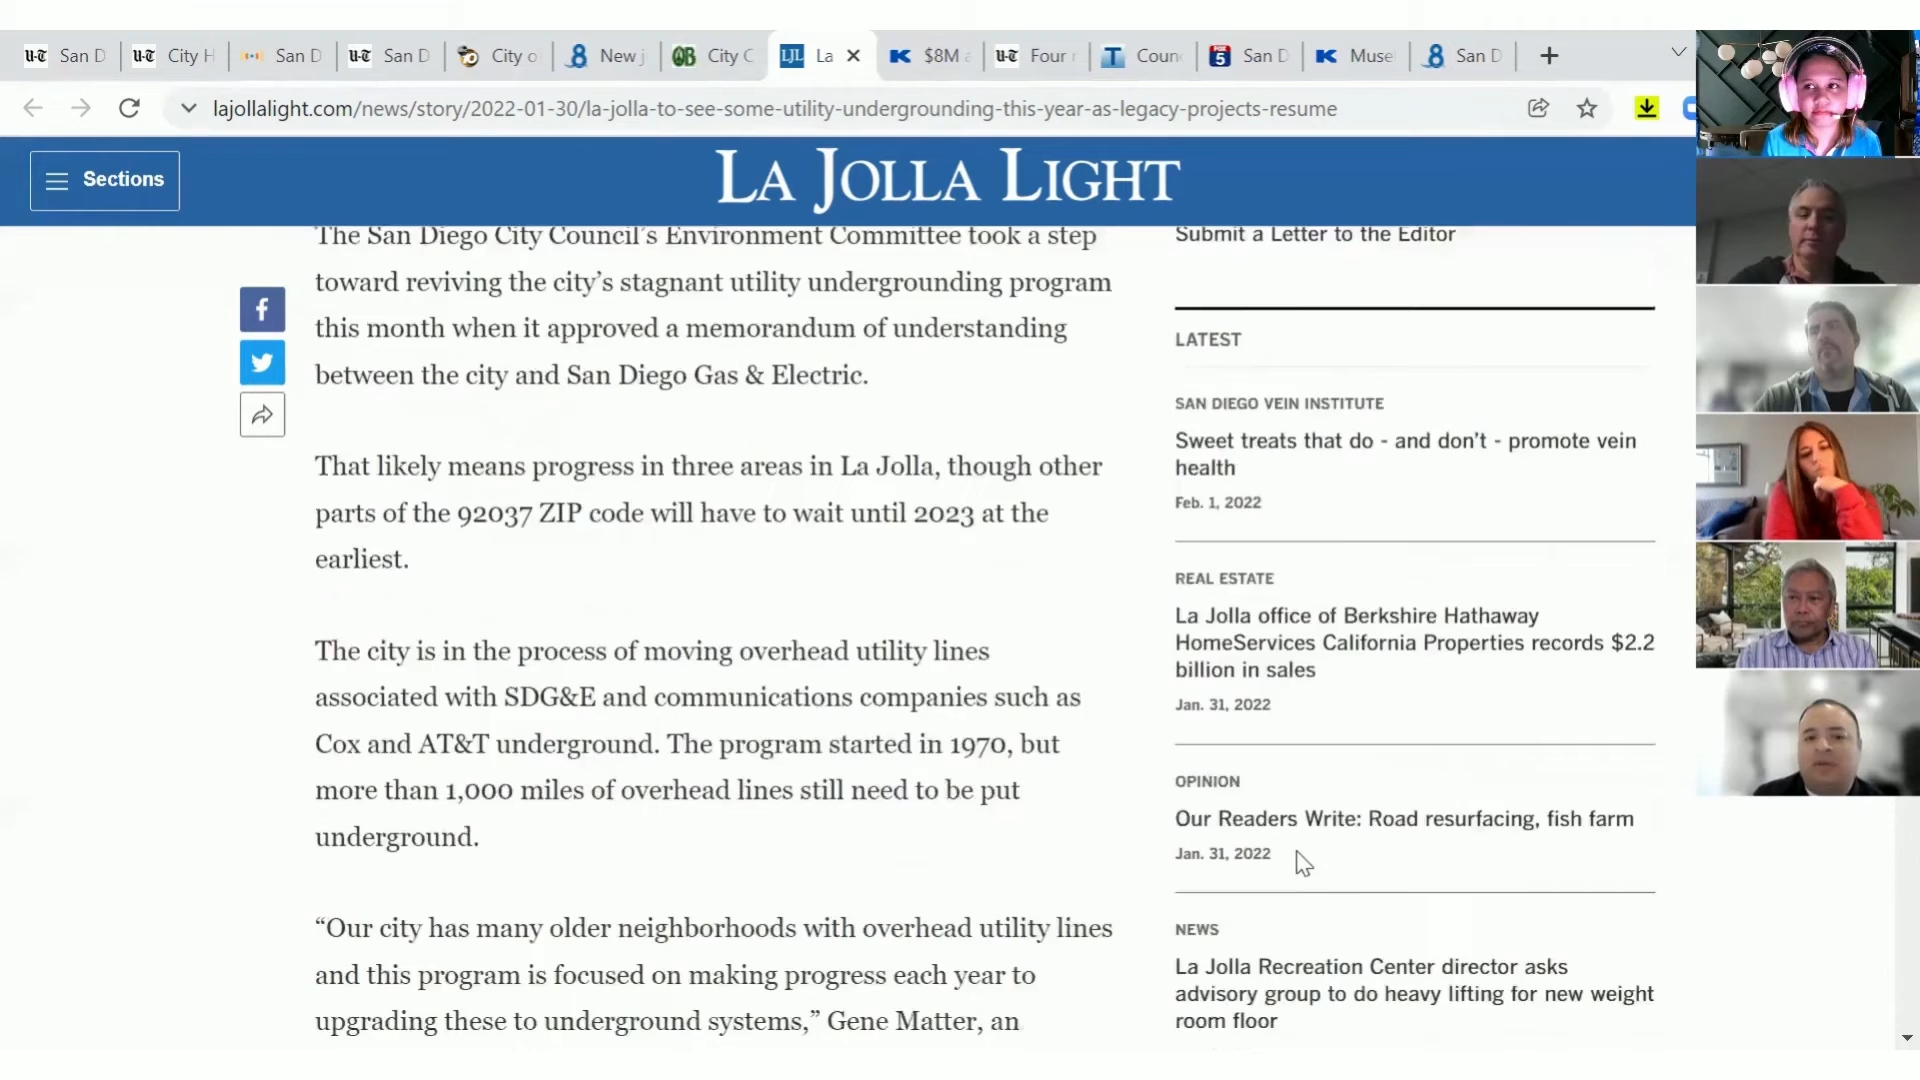 San D
City H
San D
San D
City o
New j
City C
La
$8M a
Four r
Coun
San D
Muse
San D
lajollalight.com/news/story/2022-01-30/la-jolla-to-see-some-utility-undergrounding-this-year-as-legacy-projects-resume
Sections
LA JOLLA LIGHT
The San Diego City Council’s Environment Committee took a step
toward reviving the city’s stagnant utility undergrounding program
this month when it approved a memorandum of understanding
between the city and San Diego Gas & Electric.
That likely means progress in three areas in La Jolla, though other
parts of the 92037 ZIP code will have to wait until 2023 at the
earliest.
The city is in the process of moving overhead utility lines
associated with SDG&E and communications companies such as
Cox and AT&T underground. The program started in 1970, but
more than 1,000 miles of overhead lines still need to be put
underground.
“Our city has many older neighborhoods with overhead utility lines
and this program is focused on making progress each year to
upgrading these to underground systems,” Gene Matter, an
Submit a Letter to the Editor
LATEST
SAN DIEGO VEIN INSTITUTE
Sweet treats that do - and don’t - promote vein
health
Feb. 1, 2022
REAL ESTATE
La Jolla office of Berkshire Hathaway
HomeServices California Properties records $2.2
billion in sales
Jan. 31, 2022
OPINION
Our Readers Write: Road resurfacing, fish farm
Jan. 31, 2022
NEWS
La Jolla Recreation Center director asks
advisory group to do heavy lifting for new weight
room floor